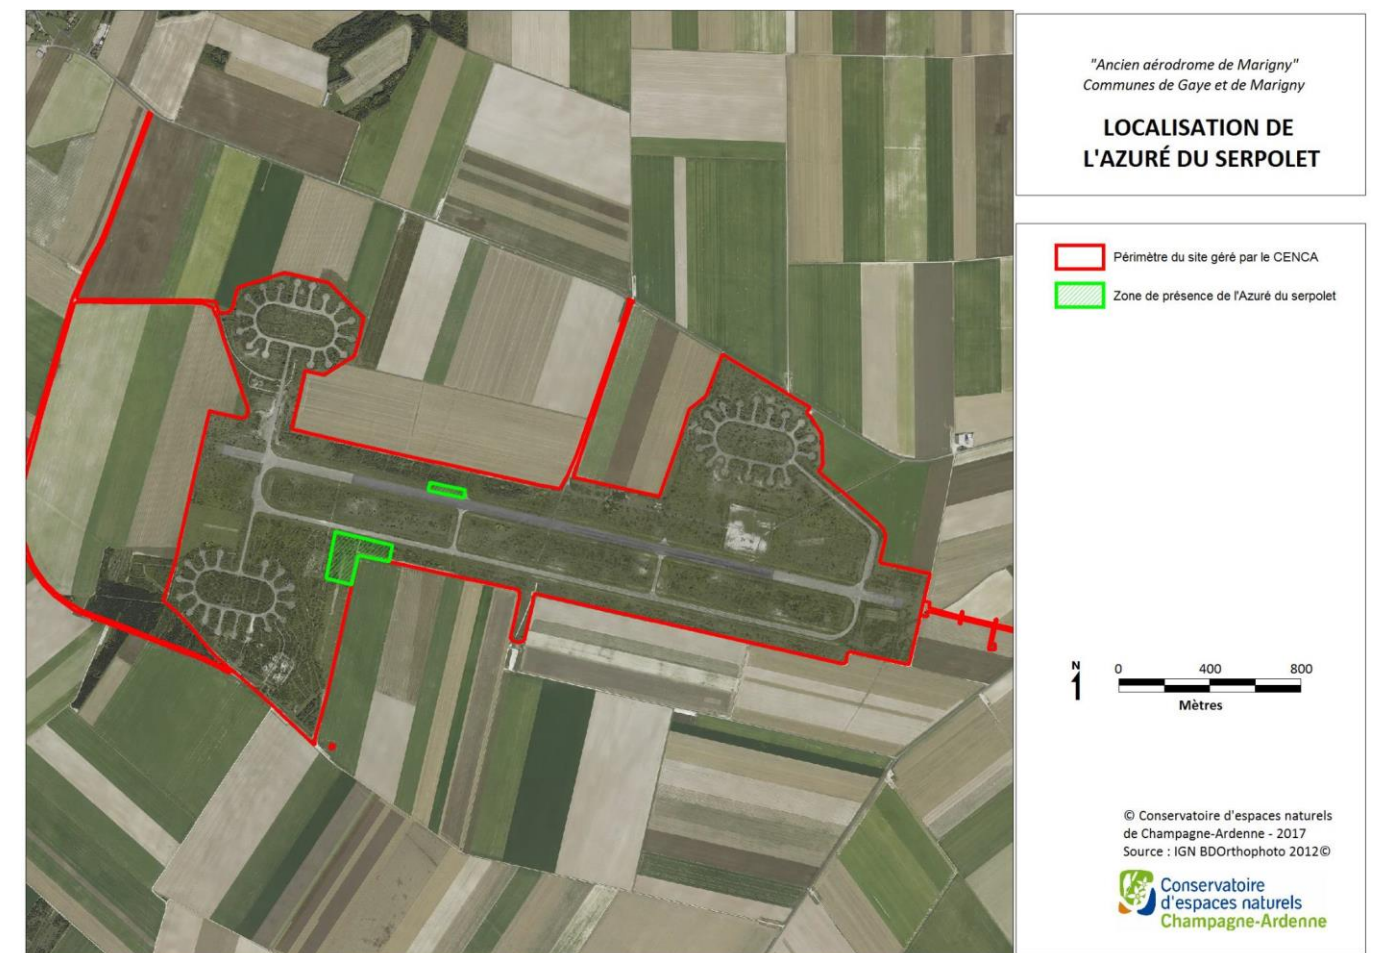 "Ancien aérodrome de Marigny"
Communes de Gaye et de Marigny
LOCALISATION DE
L'AZURÉ DU SERPOLET
Périmètre du site géré par le CENCA
Zone de présence de l'Azuré du serpolet
N
0 400 800
Mètres
© Conservatoire d'espaces naturels
de Champagne-Ardenne - 2017
Source : IGN BDOrthophoto 2012©
Conservatoire
d'espaces naturels
Champagne-Ardenne